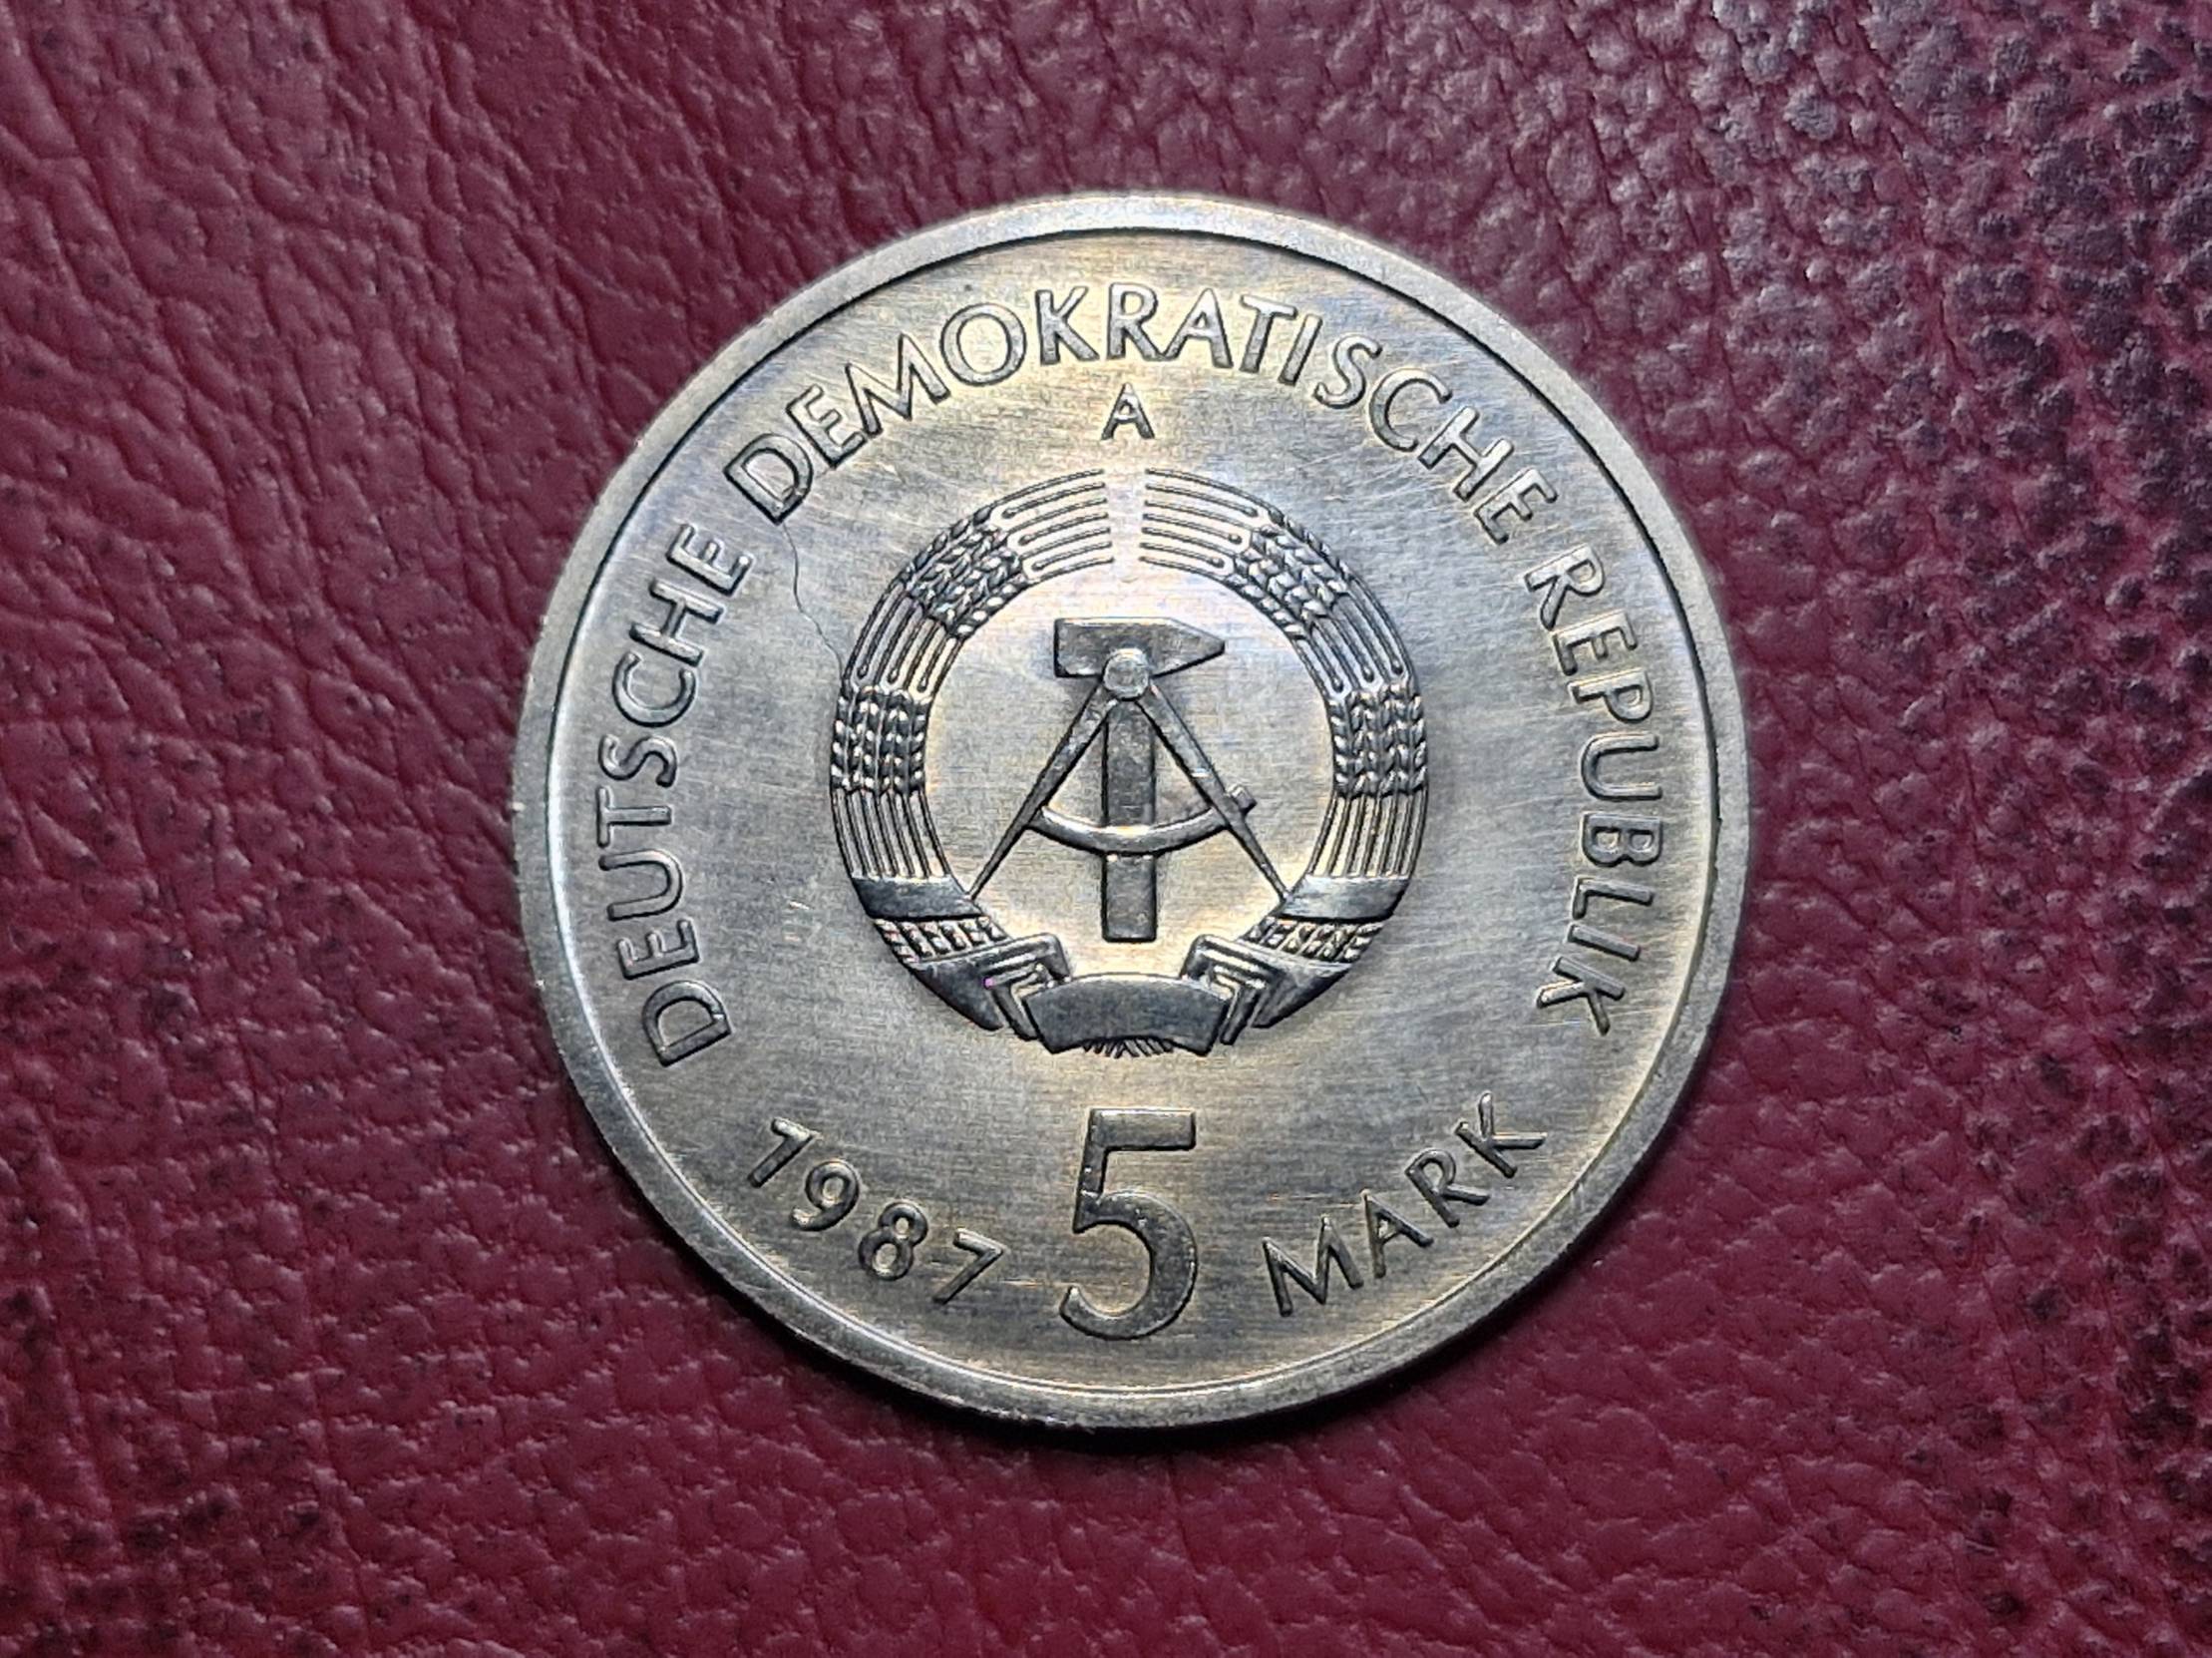 DEUTSCHE DEMOKRATISCHE REPUBLIK
A
1987 5 MARK